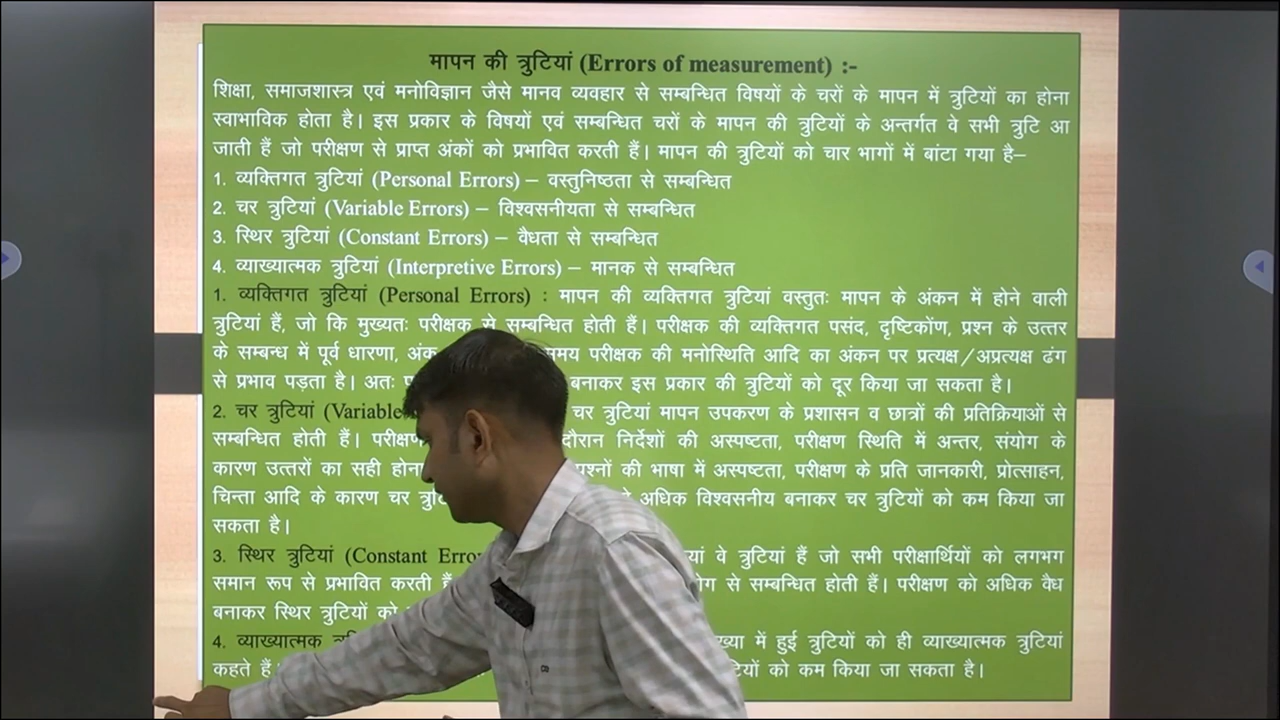 मापन की त्रुटियां (Errors of measurement) :-
शिक्षा, समाजशास्त्र एवं मनोविज्ञान जैसे मानव व्यवहार से सम्बन्धित विषयों के चरों के मापन में त्रुटियों का होना
स्वाभाविक होता है। इस प्रकार के विषयों एवं सम्बन्धित चरों के मापन की त्रुटियों के अन्तर्गत वे सभी त्रुटि आ
जाती हैं जो परीक्षण से प्राप्त अंकों को प्रभावित करती हैं। मापन की त्रुटियों को चार भागों में बांटा गया है–
1. व्यक्तिगत त्रुटियां (Personal Errors) – वस्तुनिष्ठता से सम्बन्धित
2. चर त्रुटियां (Variable Errors) – विश्वसनीयता से सम्बन्धित
3. स्थिर त्रुटियां (Constant Errors) – वैधता से सम्बन्धित
4. व्याख्यात्मक त्रुटियां (Interpretive Errors) – मानक से सम्बन्धित
1. व्यक्तिगत त्रुटियां (Personal Errors) : मापन की व्यक्तिगत त्रुटियां वस्तुतः मापन के अंकन में होने वाली
त्रुटियां हैं, जो कि मुख्यतः परीक्षक से सम्बन्धित होती हैं। परीक्षक की व्यक्तिगत पसंद, दृष्टिकोंण, प्रश्न के उत्तर
के सम्बन्ध में पूर्व धारणा, समय परीक्षक की मनोस्थिति आदि का अंकन पर प्रत्यक्ष/अप्रत्यक्ष ढंग
से प्रभाव पड़ता है। अतः बनाकर इस प्रकार की त्रुटियों को दूर किया जा सकता है।
2. चर त्रुटियां (Variable चर त्रुटियां मापन उपकरण के प्रशासन व छात्रों की प्रतिक्रियाओं से
सम्बन्धित होती हैं। परीक्षण दौरान निर्देशों की अस्पष्टता, परीक्षण स्थिति में अन्तर, संयोग के
कारण उत्तरों का सही होना प्रश्नों की भाषा में अस्पष्टता, परीक्षण के प्रति जानकारी, प्रोत्साहन,
चिन्ता आदि के कारण चर अधिक विश्वसनीय बनाकर चर त्रुटियों को कम किया जा
सकता है।
3. स्थिर त्रुटियां (Constant वे त्रुटियां हैं जो सभी परीक्षार्थियों को लगभग
समान रूप से प्रभावित करती से सम्बन्धित होती हैं। परीक्षण को अधिक वैध
बनाकर स्थिर त्रुटियों को
4. व्याख्यात्मक में हुई त्रुटियों को ही व्याख्यात्मक त्रुटियां
कहते हैं। को कम किया जा सकता है।